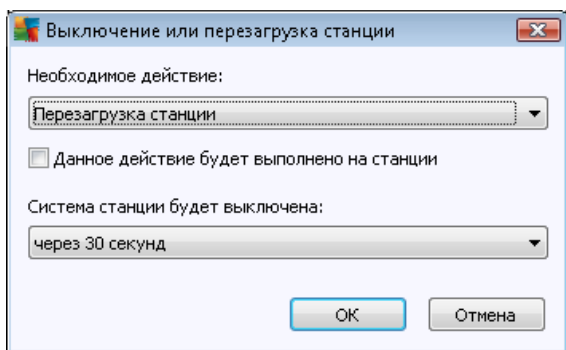 Выключение или перезагрузка станции
Необходимое действие:
Перезагрузка станции
Данное действие будет выполнено на станции
Система станции будет выключена:
через 30 секунд
ОК
Отмена